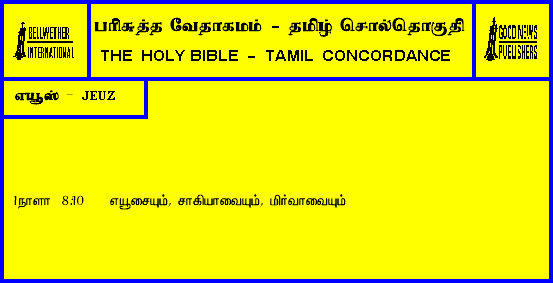 BELLWETHER
INTERNATIONAL
பரிசுத்த வேதாகமம் - தமிழ் சொல்தொகுதி
THE HOLY BIBLE - TAMIL CONCORDANCE
GOOD NEWS
PUBLISHERS
எயூஸ் - JEUZ
1நாளா 8:10 எயூசையும், சாகியாவையும், மிர்வாவையும்